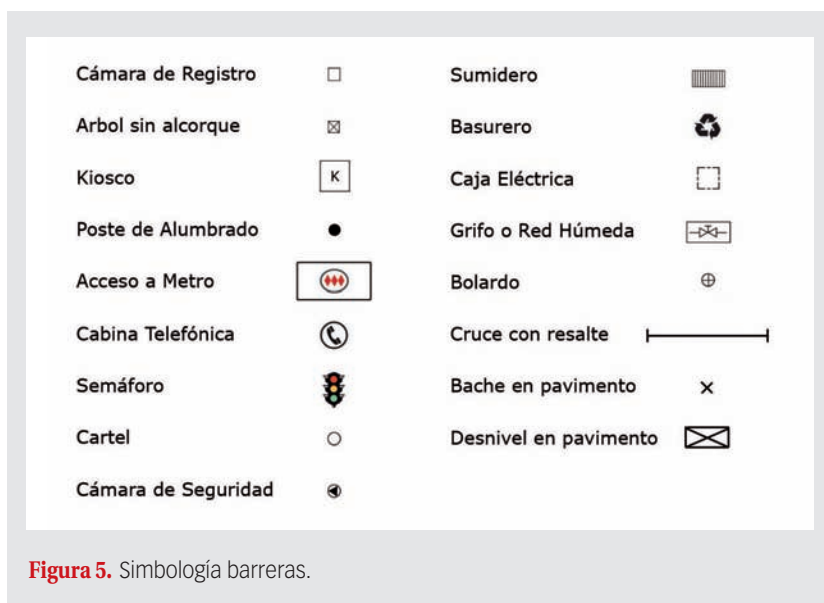 Cámara de Registro
Arbol sin alcorque
Kiosco
K
Poste de Alumbrado
Acceso a Metro
Cabina Telefónica
Semáforo
Cartel
Cámara de Seguridad
Sumidero
Basurero
Caja Eléctrica
Grifo o Red Húmeda
Bolardo
Cruce con resalte
Bache en pavimento
Desnivel en pavimento
Figura 5. Simbología barreras.